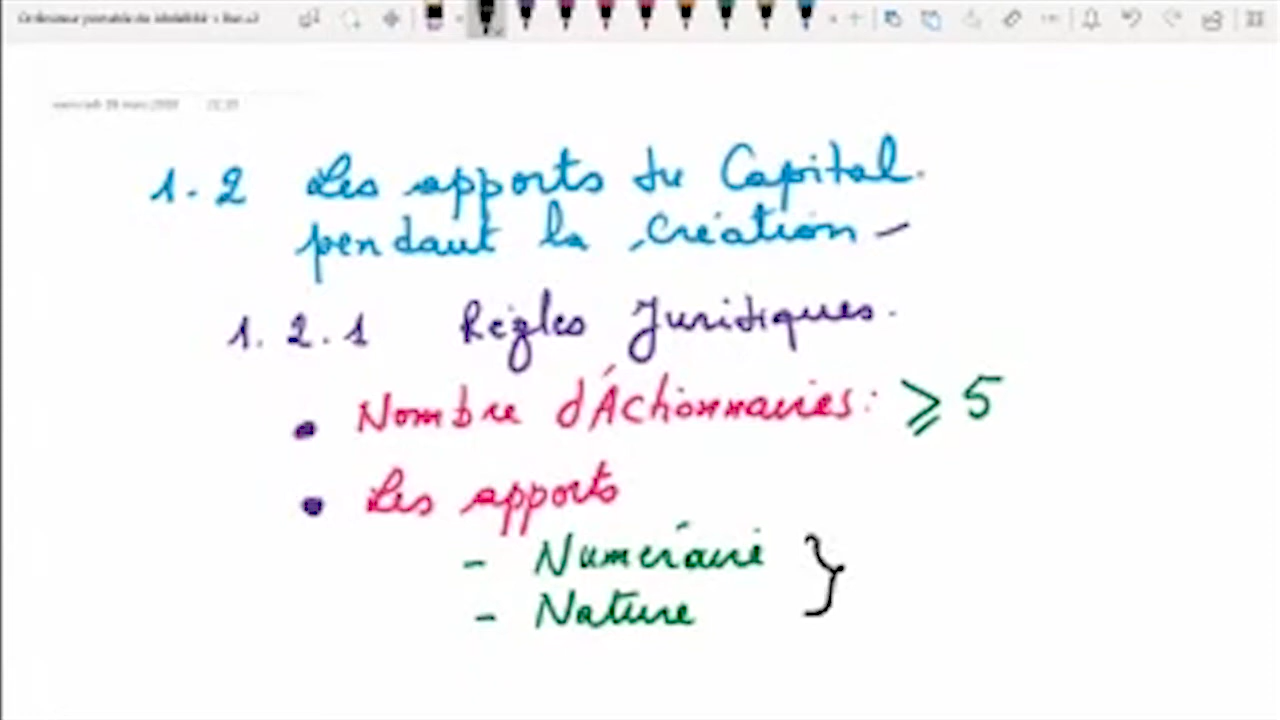 1.2 Les apports du Capital.
pendant la création -
1.2.1 Règles Juridiques.
• Nombre d'Actionnaires: ⩾ 5
• Les apports
- Numéraire }
- Nature